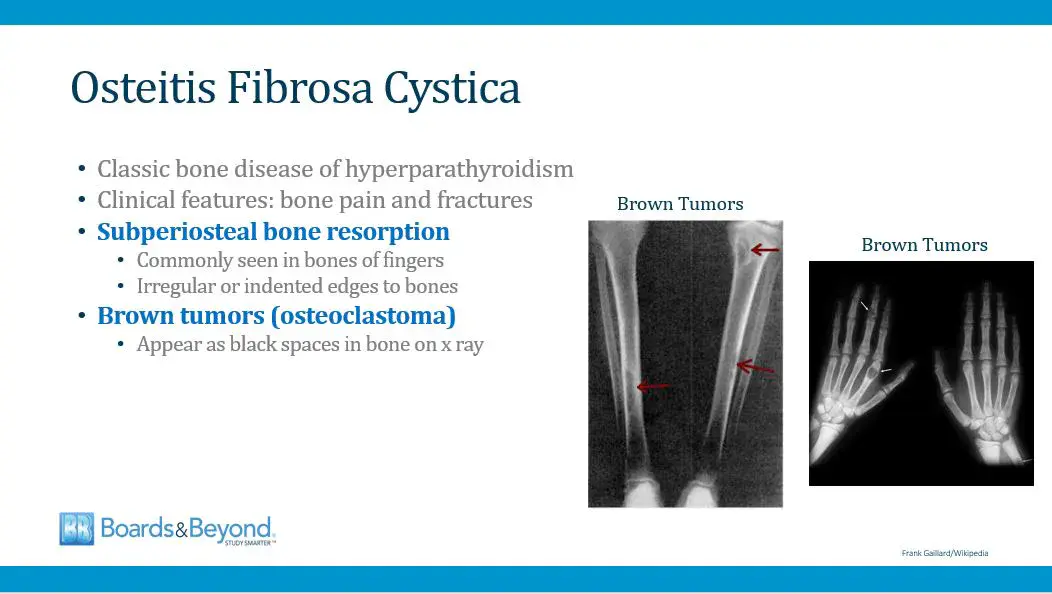 Osteitis Fibrosa Cystica
• Classic bone disease of hyperparathyroidism
• Clinical features: bone pain and fractures
• Subperiosteal bone resorption
• Commonly seen in bones of fingers
• Irregular or indented edges to bones
• Brown tumors (osteoclastoma)
• Appear as black spaces in bone on x ray
Brown Tumors
Brown Tumors
BB Boards&Beyond.
STUDY SMARTER™
Frank Gaillard/Wikipedia